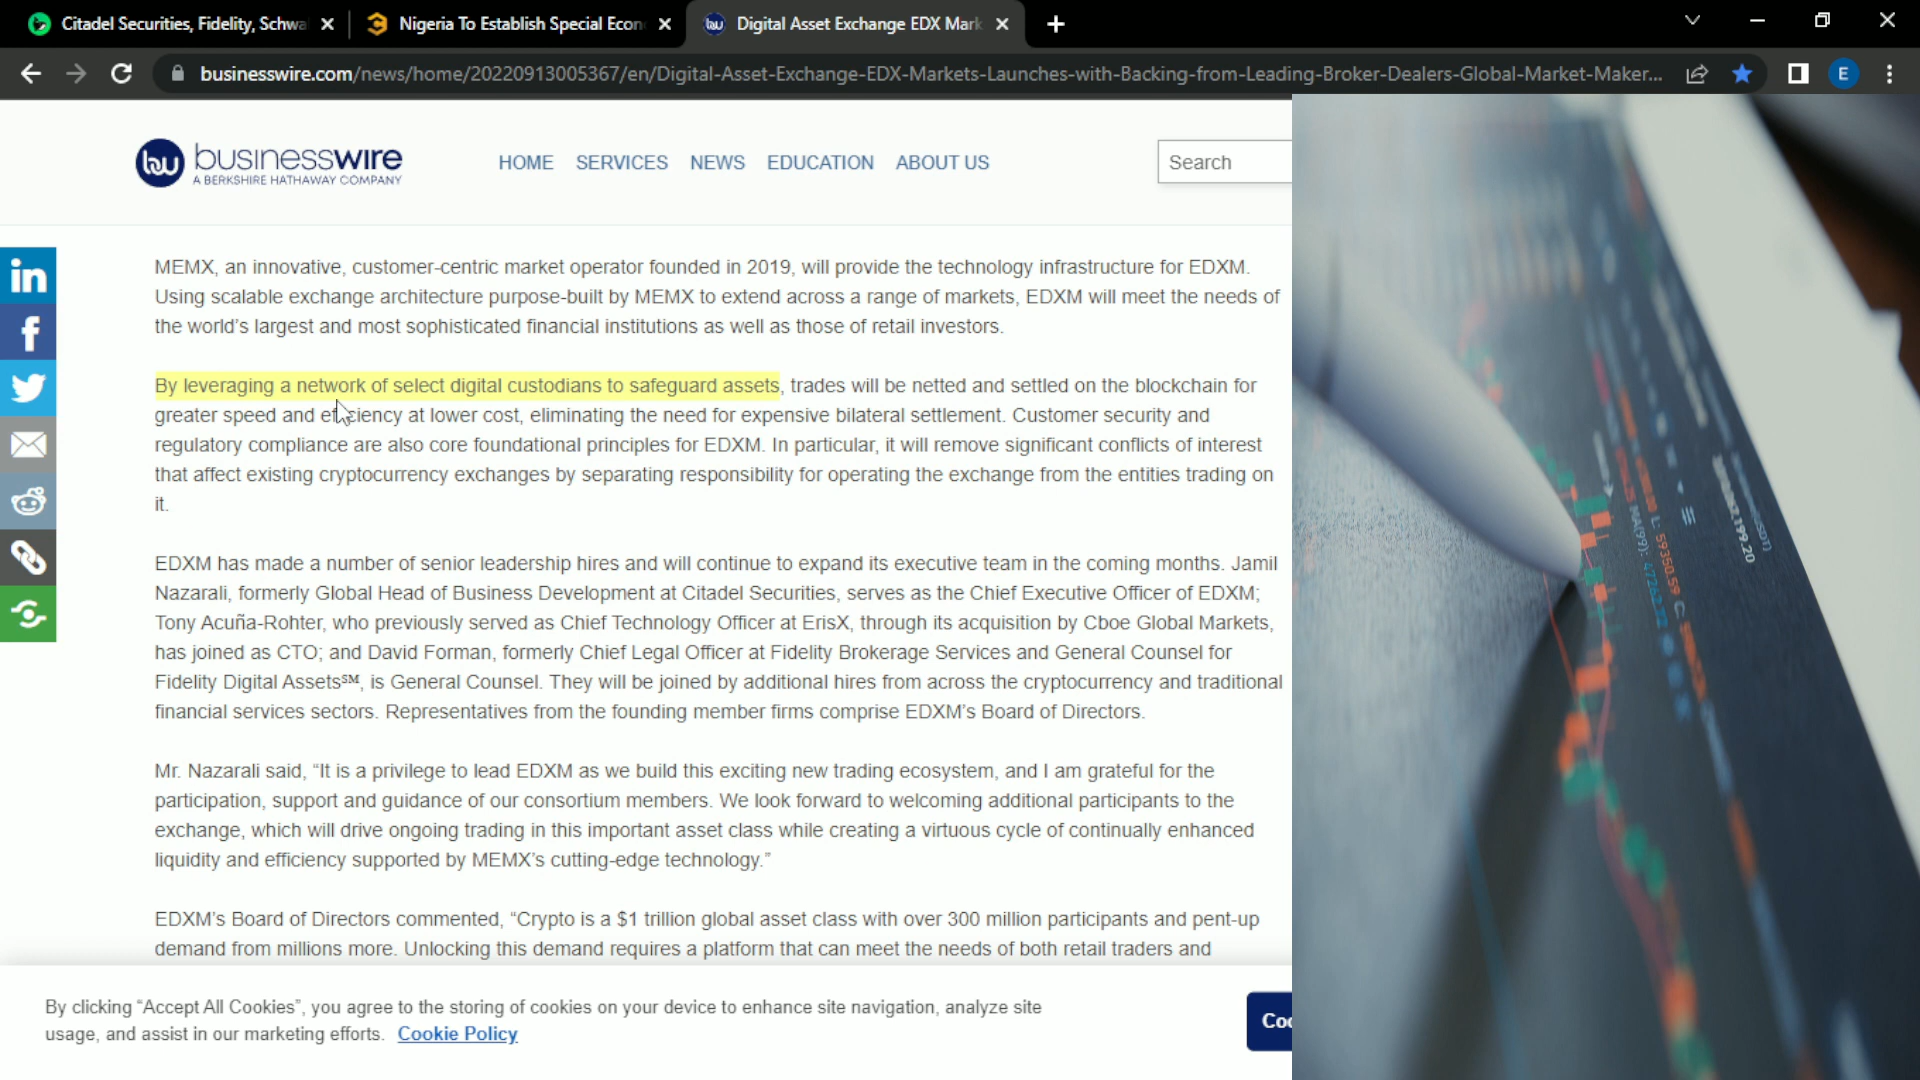 Citadel Securities, Fidelity, Schwa
Nigeria To Establish Special Econ
Digital Asset Exchange EDX Mark
businesswire.com/news/home/20220913005367/en/Digital-Asset-Exchange-EDX-Markets-Launches-with-Backing-from-Leading-Broker-Dealers-Global-Market-Maker...
E
bw businesswire
A BERKSHIRE HATHAWAY COMPANY
HOME SERVICES NEWS EDUCATION ABOUT US
Search
MEMX, an innovative, customer-centric market operator founded in 2019, will provide the technology infrastructure for EDXM.
Using scalable exchange architecture purpose-built by MEMX to extend across a range of markets, EDXM will meet the needs of
the world's largest and most sophisticated financial institutions as well as those of retail investors.
By leveraging a network of select digital custodians to safeguard assets, trades will be netted and settled on the blockchain for
greater speed and efficiency at lower cost, eliminating the need for expensive bilateral settlement. Customer security and
regulatory compliance are also core foundational principles for EDXM. In particular, it will remove significant conflicts of interest
that affect existing cryptocurrency exchanges by separating responsibility for operating the exchange from the entities trading on
it.
EDXM has made a number of senior leadership hires and will continue to expand its executive team in the coming months. Jamil
Nazarali, formerly Global Head of Business Development at Citadel Securities, serves as the Chief Executive Officer of EDXM;
Tony Acuña-Rohter, who previously served as Chief Technology Officer at ErisX, through its acquisition by Cboe Global Markets,
has joined as CTO; and David Forman, formerly Chief Legal Officer at Fidelity Brokerage Services and General Counsel for
Fidelity Digital Assets℠, is General Counsel. They will be joined by additional hires from across the cryptocurrency and traditional
financial services sectors. Representatives from the founding member firms comprise EDXM's Board of Directors.
Mr. Nazarali said, “It is a privilege to lead EDXM as we build this exciting new trading ecosystem, and I am grateful for the
participation, support and guidance of our consortium members. We look forward to welcoming additional participants to the
exchange, which will drive ongoing trading in this important asset class while creating a virtuous cycle of continually enhanced
liquidity and efficiency supported by MEMX's cutting-edge technology.”
EDXM's Board of Directors commented, “Crypto is a $1 trillion global asset class with over 300 million participants and pent-up
demand from millions more. Unlocking this demand requires a platform that can meet the needs of both retail traders and
By clicking “Accept All Cookies”, you agree to the storing of cookies on your device to enhance site navigation, analyze site
usage, and assist in our marketing efforts. Cookie Policy
Coo